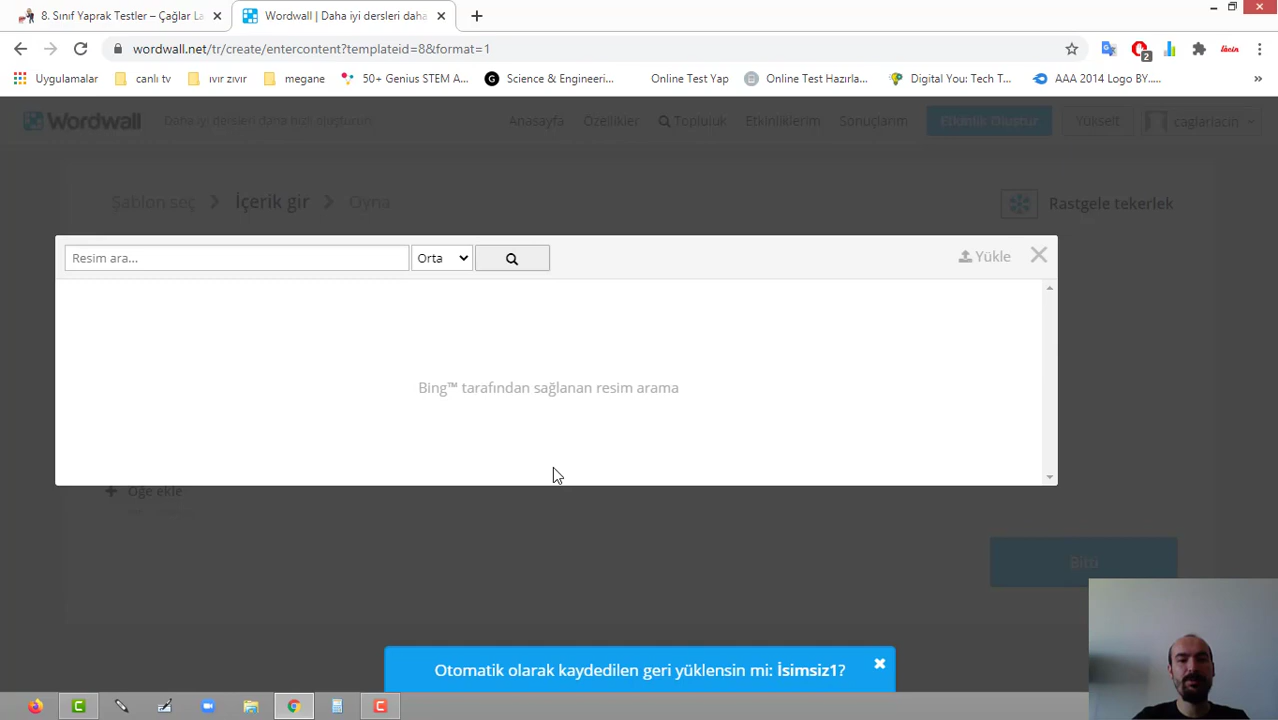 8. Sınıf Yaprak Testler – Çağlar La
Wordwall | Daha iyi dersleri daha
wordwall.net/tr/create/entercontent?templateid=8&format=1
2
lâcin
Uygulamalar
canlı tv
ıvır zıvır
megane
50+ Genius STEM A...
Science & Engineeri...
Online Test Yap
Online Test Hazırla...
Digital You: Tech T...
AAA 2014 Logo BY.....
»
Wordwall
Daha iyi dersleri daha hızlı oluşturun
Anasayfa
Özellikler
Topluluk
Etkinliklerim
Sonuçlarım
Etkinlik Oluştur
Yükselt
caglarlacin
Şablon seç
İçerik gir
Oyna
Rastgele tekerlek
Resim ara...
Orta
Yükle
Bing™ tarafından sağlanan resim arama
Öğe ekle
Bitti
Otomatik olarak kaydedilen geri yüklensin mi: İsimsiz1?